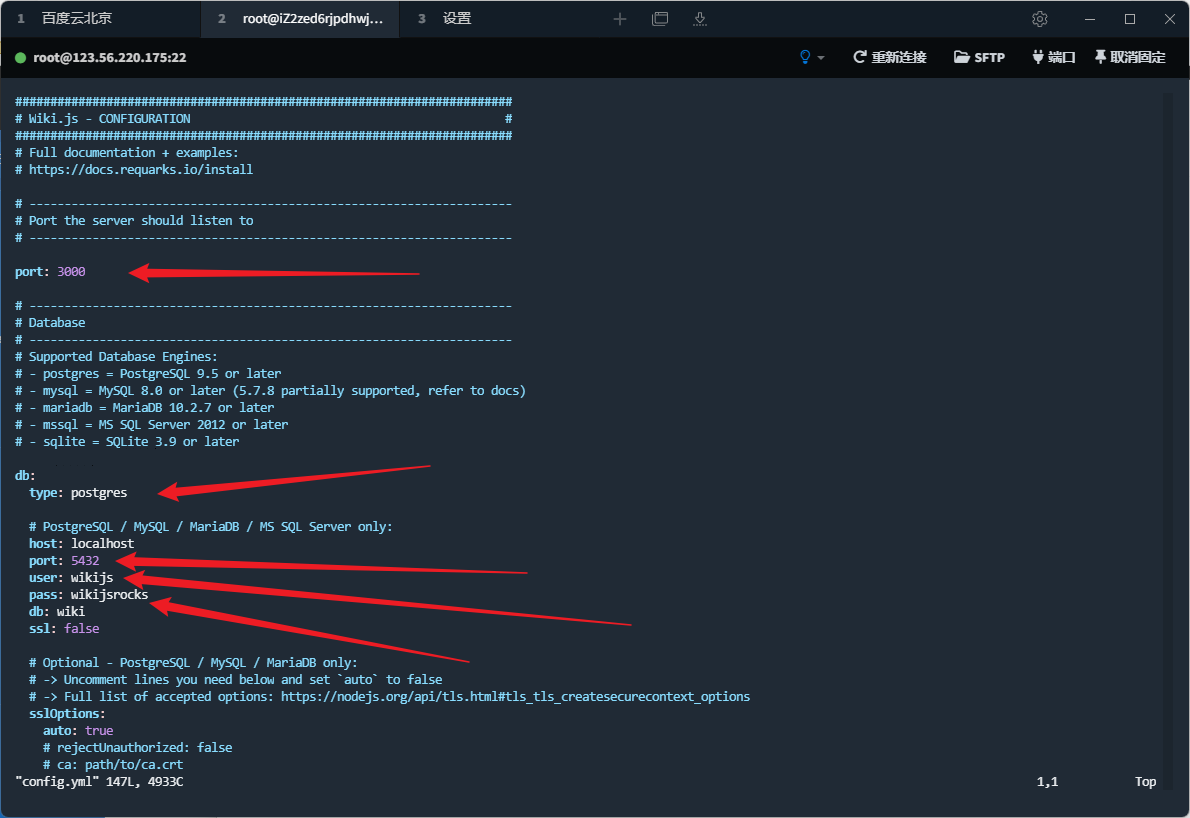 1 百度云北京 2 root@iZ2zed6rjpdhwj... 3 设置
root@123.56.220.175:22 重新连接 SFTP 端口 取消固定
#######################################################################
# Wiki.js - CONFIGURATION #
#######################################################################
# Full documentation + examples:
# https://docs.requarks.io/install
# ---------------------------------------------------------------------
# Port the server should listen to
# ---------------------------------------------------------------------
port: 3000
# ---------------------------------------------------------------------
# Database
# ---------------------------------------------------------------------
# Supported Database Engines:
# - postgres = PostgreSQL 9.5 or later
# - mysql = MySQL 8.0 or later (5.7.8 partially supported, refer to docs)
# - mariadb = MariaDB 10.2.7 or later
# - mssql = MS SQL Server 2012 or later
# - sqlite = SQLite 3.9 or later
db:
type: postgres
# PostgreSQL / MySQL / MariaDB / MS SQL Server only:
host: localhost
port: 5432
user: wikijs
pass: wikijsrocks
db: wiki
ssl: false
# Optional - PostgreSQL / MySQL / MariaDB only:
# -> Uncomment lines you need below and set `auto` to false
# -> Full list of accepted options: https://nodejs.org/api/tls.html#tls_tls_createsecurecontext_options
sslOptions:
auto: true
# rejectUnauthorized: false
# ca: path/to/ca.crt
"config.yml" 147L, 4933C 1,1 Top